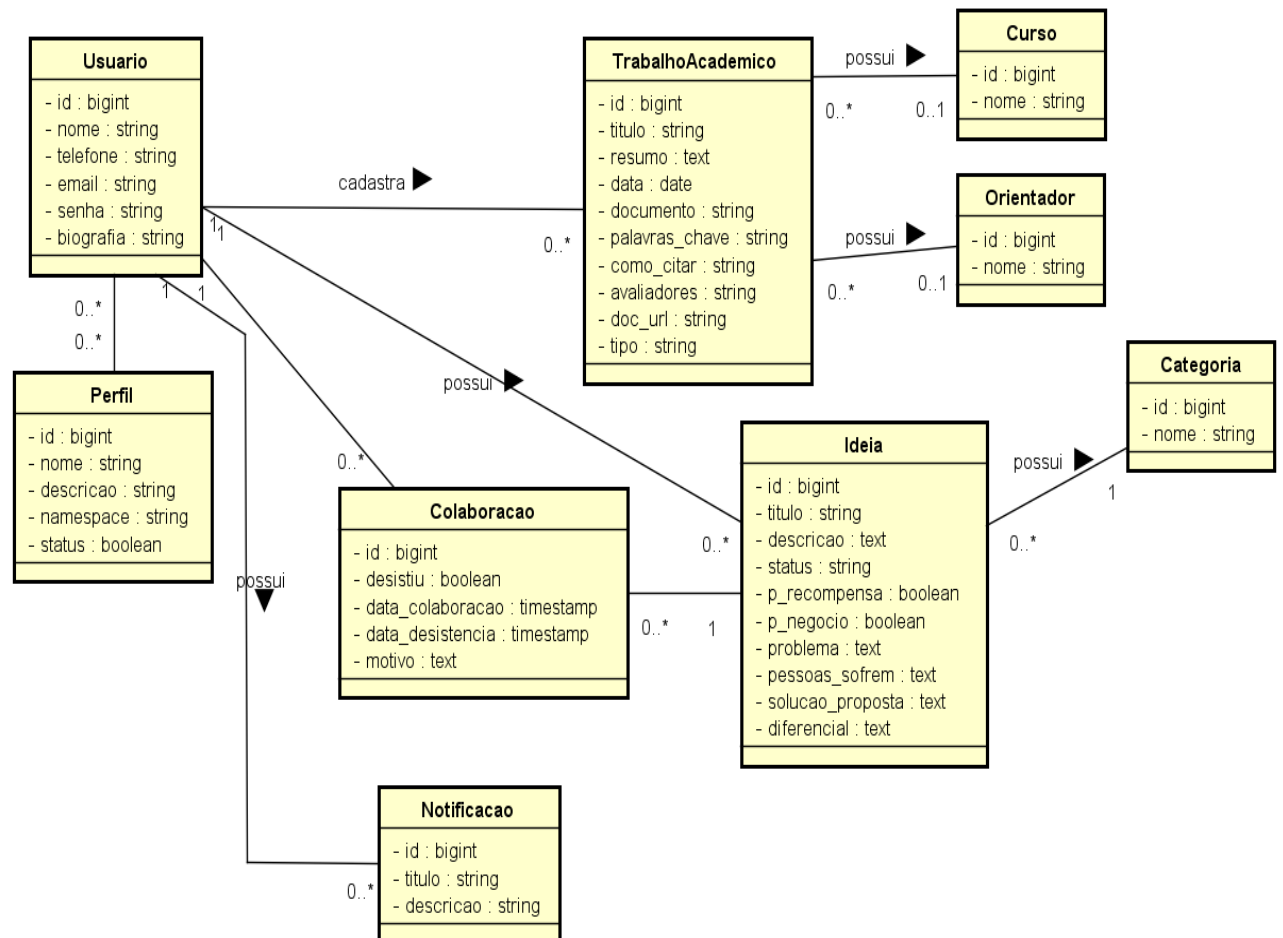 Usuario
- id : bigint
- nome : string
- telefone : string
- email : string
- senha : string
- biografia : string
cadastra
1
0..*
TrabalhoAcademico
- id : bigint
- titulo : string
- resumo : text
- data : date
- documento : string
- palavras_chave : string
- como_citar : string
- avaliadores : string
- doc_url : string
- tipo : string
possui
0..*
0..1
Curso
- id : bigint
- nome : string
possui
0..*
0..1
Orientador
- id : bigint
- nome : string
0..*
0..*
Perfil
- id : bigint
- nome : string
- descricao : string
- namespace : string
- status : boolean
1
possui
0..*
Ideia
- id : bigint
- titulo : string
- descricao : text
- status : string
- p_recompensa : boolean
- p_negocio : boolean
- problema : text
- pessoas_sofrem : text
- solucao_proposta : text
- diferencial : text
possui
0..*
1
Categoria
- id : bigint
- nome : string
1
0..*
Colaboracao
- id : bigint
- desistiu : boolean
- data_colaboracao : timestamp
- data_desistencia : timestamp
- motivo : text
0..*
1
1
possui
0..*
Notificacao
- id : bigint
- titulo : string
- descricao : string